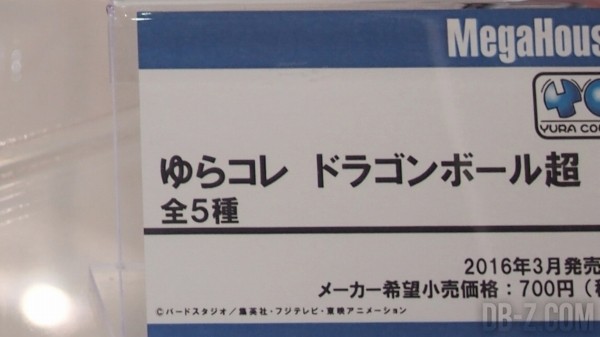 MegaHous
YURA CO
ゆらコレ ドラゴンボール超
全5種
2016年3月発売
メーカー希望小売価格：700円（税
©バードスタジオ／集英社・フジテレビ・東映アニメーション
DB-Z.COM